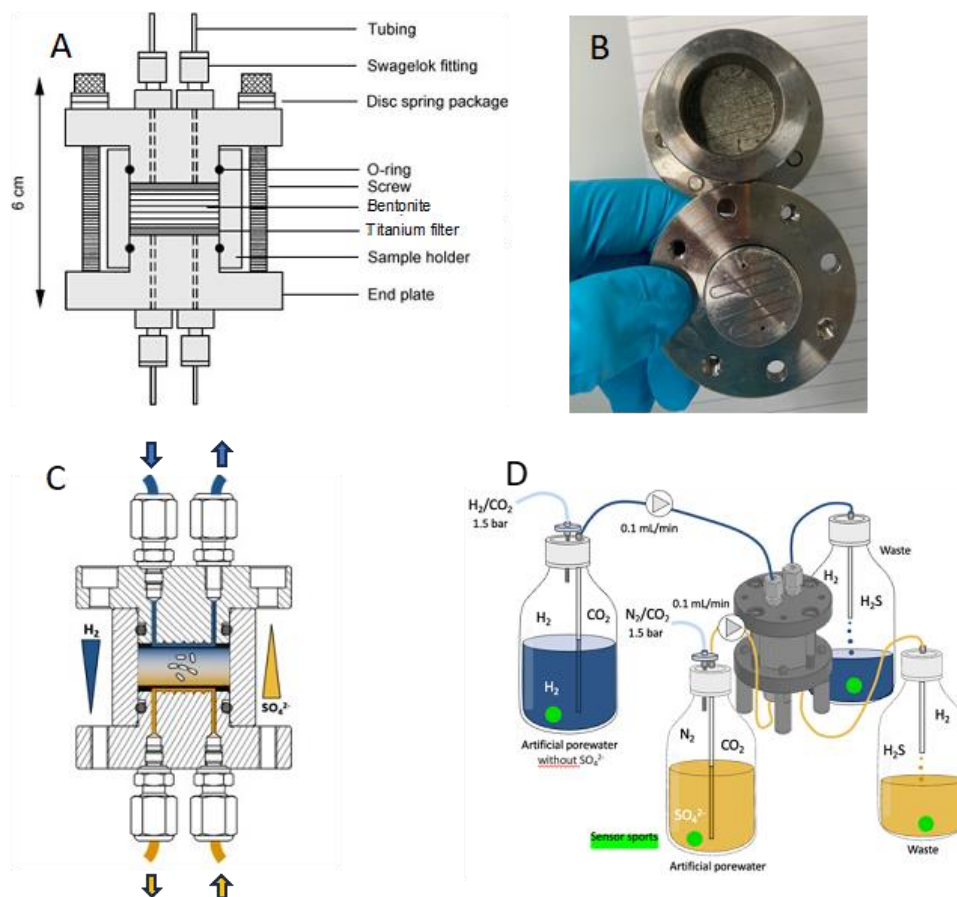 A
Tubing
Swagelok fitting
Disc spring package
6 cm
O-ring
Screw
Bentonite
Titanium filter
Sample holder
End plate
B
C
H₂
SO₄²⁻
D
H₂/CO₂
1.5 bar
0.1 mL/min
Waste
H₂
H₂S
H₂
CO₂
N₂/CO₂
1.5 bar
0.1 mL/min
H₂
Artificial porewater
without SO₄²⁻
N₂
CO₂
H₂
H₂S
SO₄²⁻
Sensor sports
Artificial porewater
Waste